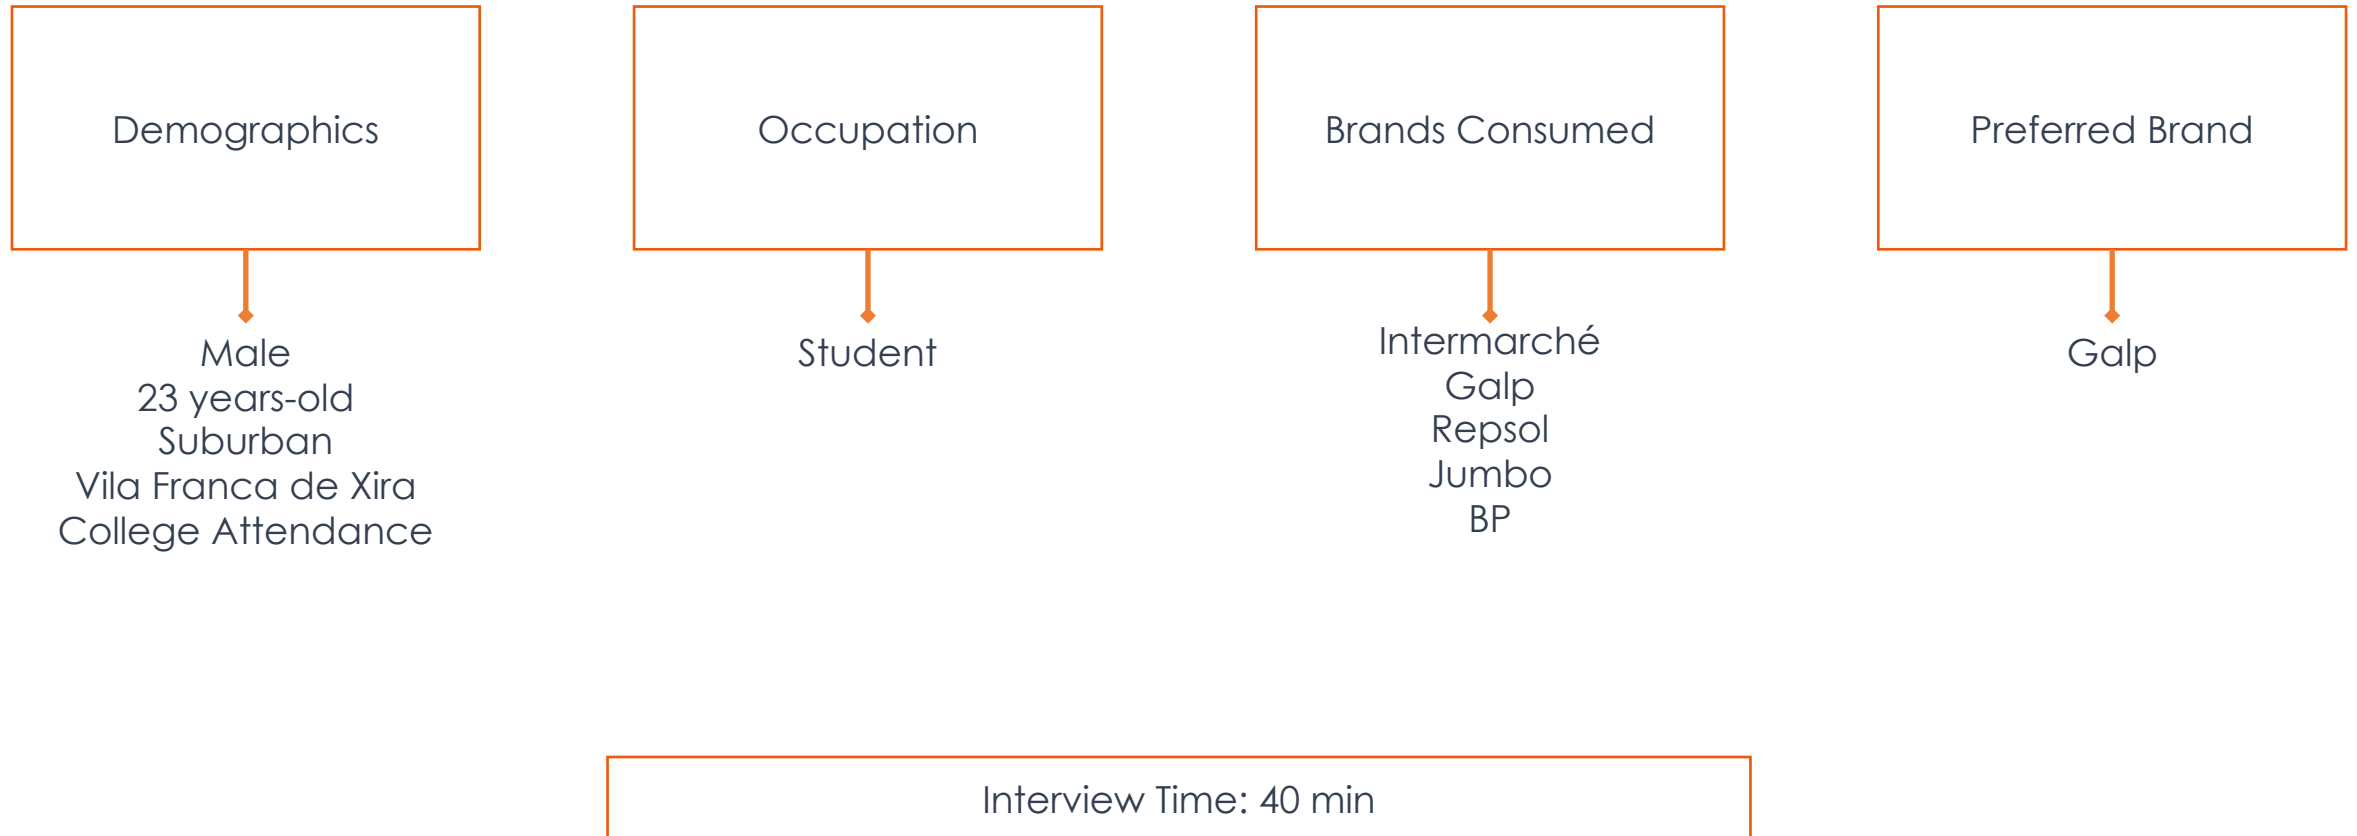 Demographics
Male
23 years-old
Suburban
Vila Franca de Xira
College Attendance
Occupation
Student
Brands Consumed
Intermarché
Galp
Repsol
Jumbo
BP
Preferred Brand
Galp
Interview Time: 40 min